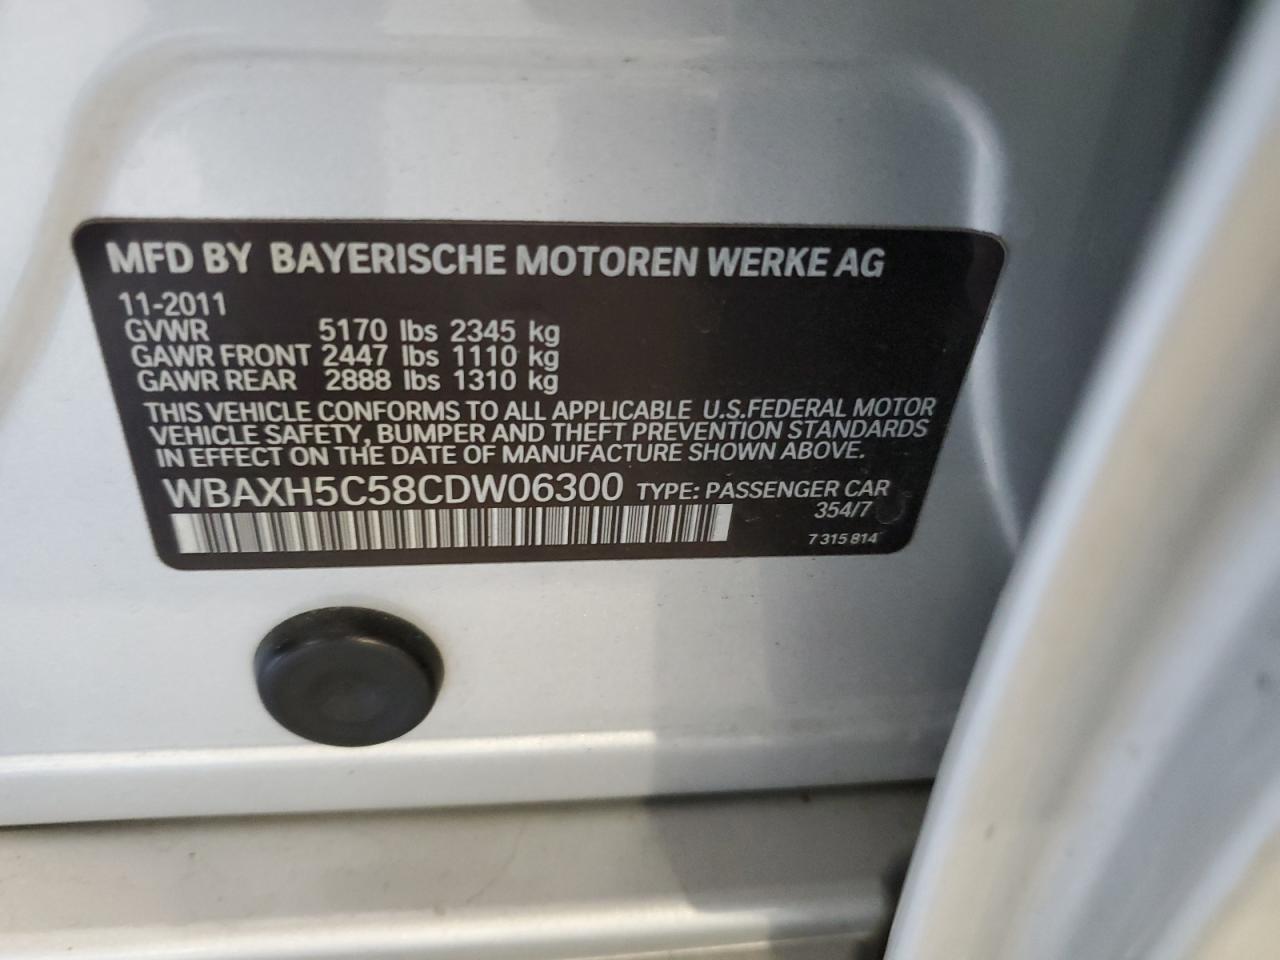 MFD BY BAYERISCHE MOTOREN WERKE AG
11-2011
GVWR 5170 lbs 2345 kg
GAWR FRONT 2447 lbs 1110 kg
GAWR REAR 2888 lbs 1310 kg
THIS VEHICLE CONFORMS TO ALL APPLICABLE U.S.FEDERAL MOTOR
VEHICLE SAFETY, BUMPER AND THEFT PREVENTION STANDARDS
IN EFFECT ON THE DATE OF MANUFACTURE SHOWN ABOVE.
WBAXH5C58CDW06300 TYPE: PASSENGER CAR
354/7
7 315 814